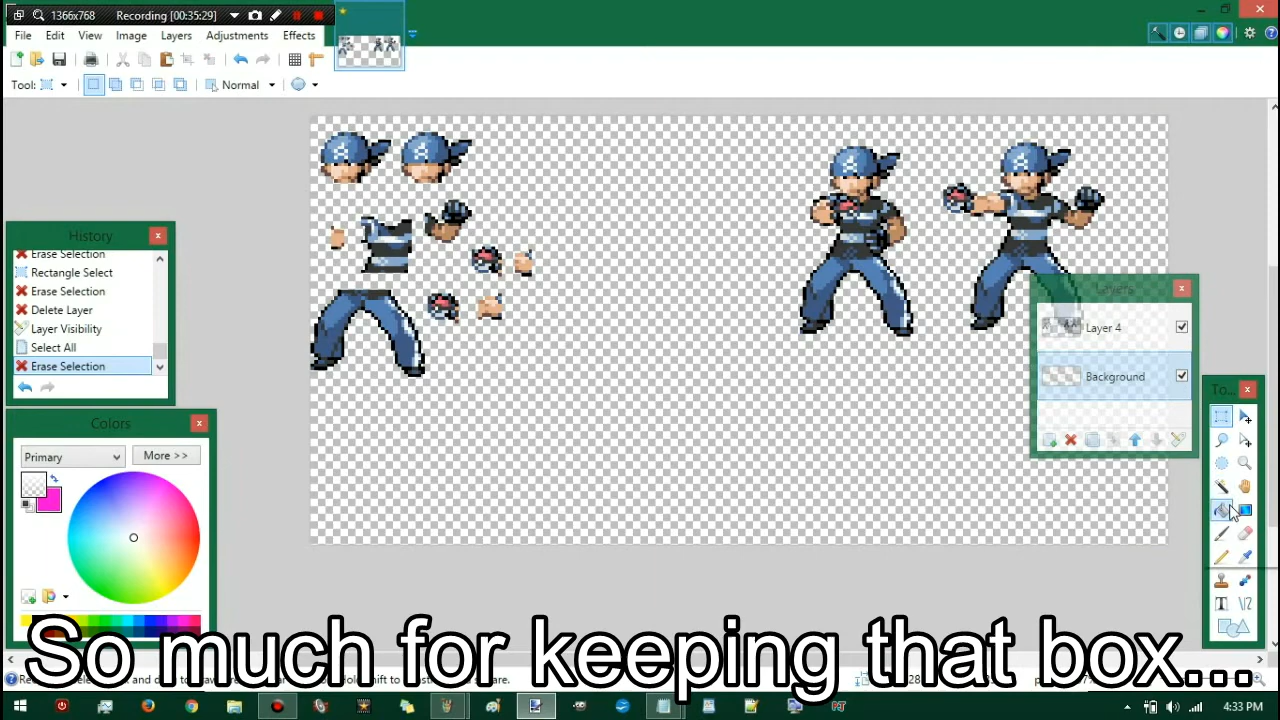 1366x768 Recording [00:35:29]
File Edit View Image Layers Adjustments Effects
Tool: Normal
History
Erase Selection
Rectangle Select
Erase Selection
Delete Layer
Layer Visibility
Select All
Erase Selection
Layers
Layer 4
Background
Colors
Primary More >>
To...
So much for keeping that box...
4:33 PM